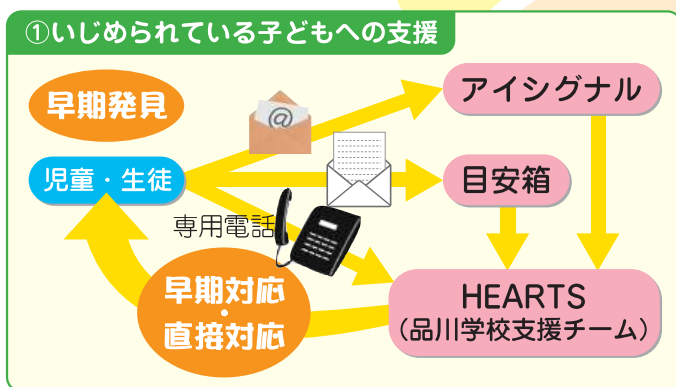 ①いじめられている子どもへの支援
早期発見
アイシグナル
@
児童・生徒
目安箱
専用電話
早期対応
・
直接対応
HEARTS
（品川学校支援チーム）